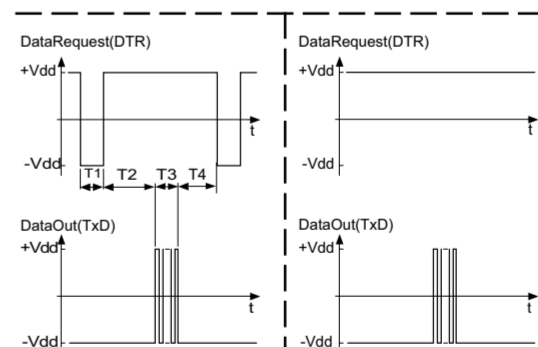 DataRequest(DTR)
+Vdd
t
-Vdd
T1 T2 T3 T4
DataOut(TxD)
+Vdd
t
-Vdd
DataRequest(DTR)
+Vdd
t
-Vdd
DataOut(TxD)
+Vdd
t
-Vdd